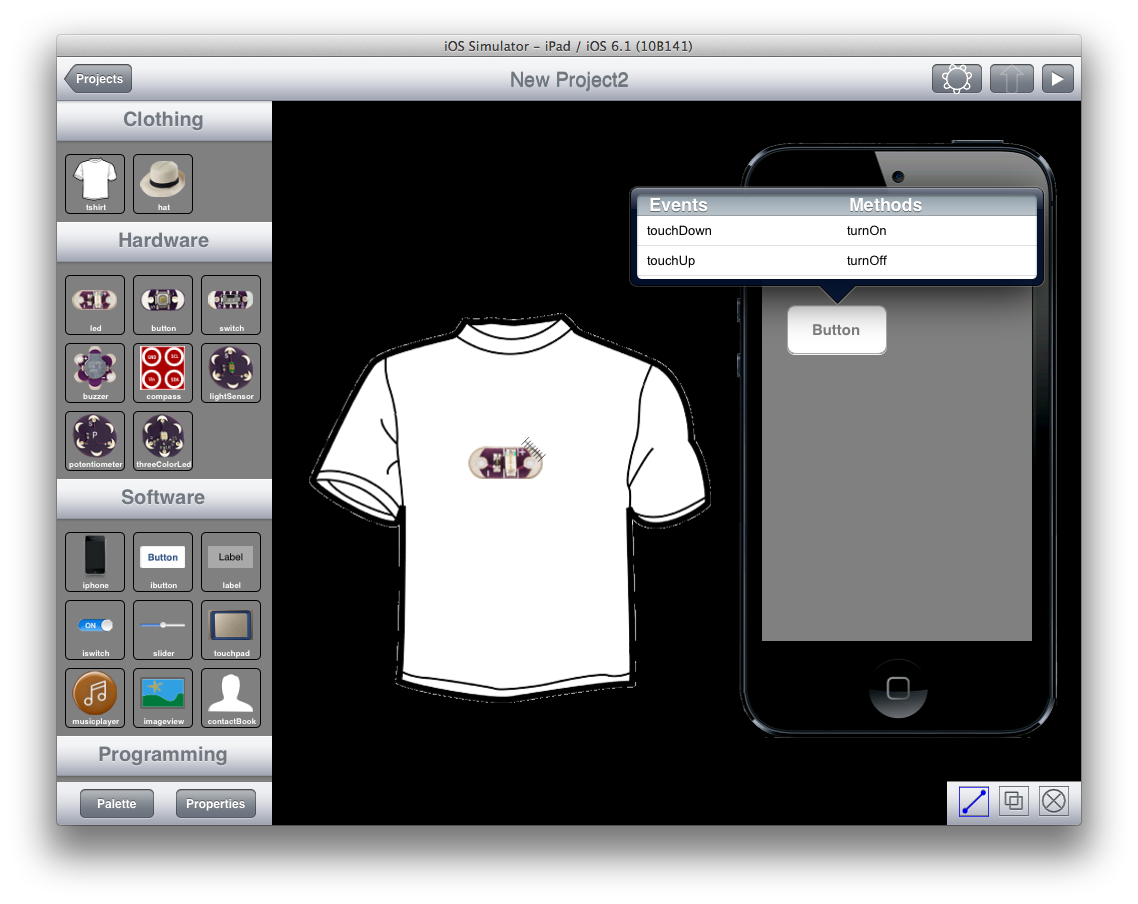 iOS Simulator – iPad / iOS 6.1 (10B141)
Projects
New Project2
Clothing
tshirt
hat
Hardware
led
button
switch
buzzer
compass
lightSensor
potentiometer
threeColorLed
Software
iphone
Button
ibutton
Label
label
ON
iswitch
slider
touchpad
musicplayer
imageview
contactBook
Programming
Palette
Properties
Events Methods
touchDown turnOn
touchUp turnOff
Button